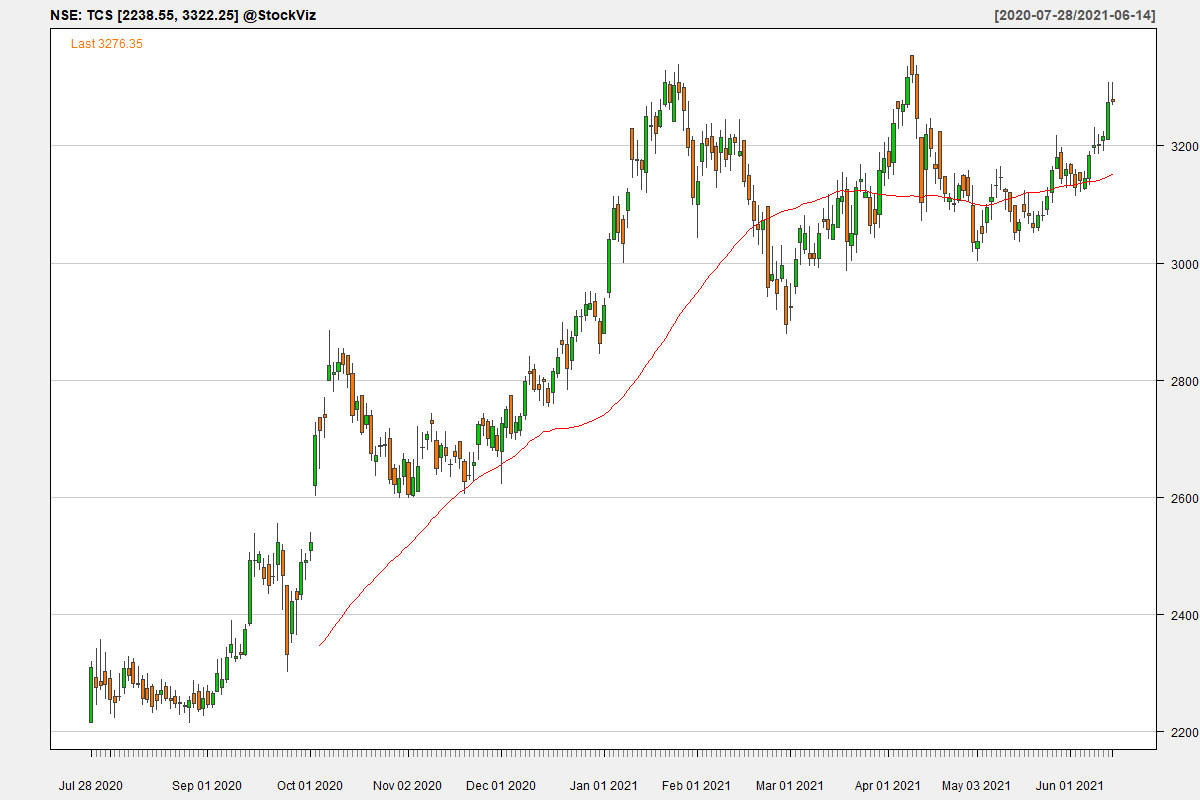 NSE: TCS [2238.55, 3322.25] @StockViz
[2020-07-28/2021-06-14]
Last 3276.35
3200
3000
2800
2600
2400
2200
Jul 28 2020
Sep 01 2020
Oct 01 2020
Nov 02 2020
Dec 01 2020
Jan 01 2021
Feb 01 2021
Mar 01 2021
Apr 01 2021
May 03 2021
Jun 01 2021